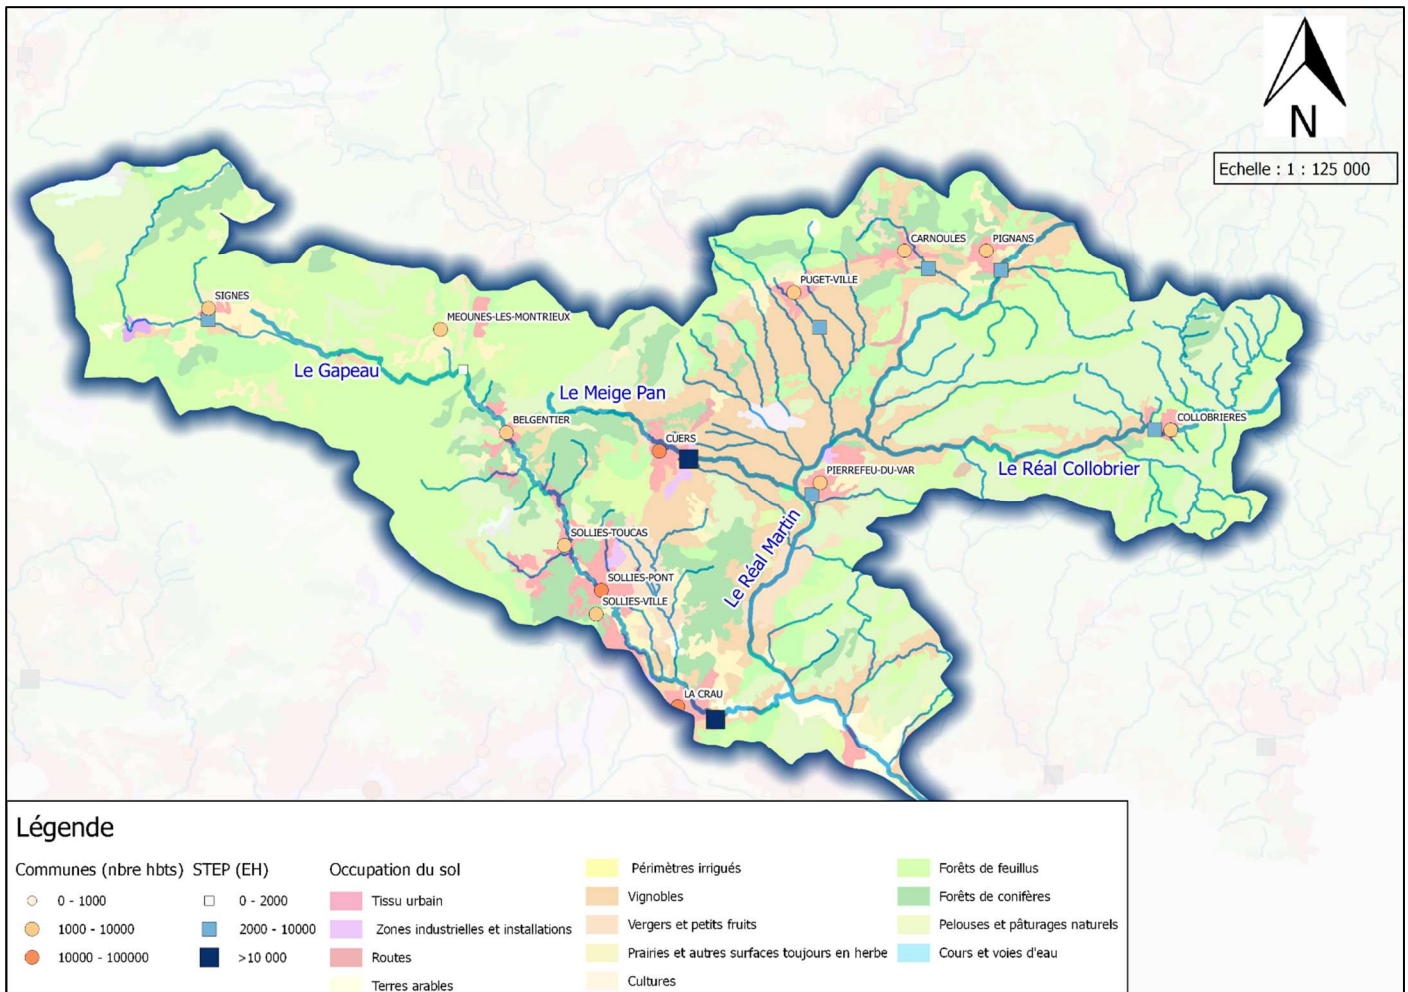 N
Echelle : 1 : 125 000
CARNOULES
PIGNANS
PUGET-VILLE
SIGNES
MEOUNES-LES-MONTRIEUX
Le Gapeau
Le Meige Pan
BELGENTIER
COLLOBRIERES
CUERS
Le Réal Collobrier
PIERREFEU-DU-VAR
Le Réal Martin
SOLLIES-TOUCAS
SOLLIES-PONT
SOLLIES-VILLE
LA CRAU
Légende
Communes (nbre hbts)
0 - 1000
1000 - 10000
10000 - 100000
STEP (EH)
0 - 2000
2000 - 10000
>10 000
Occupation du sol
Tissu urbain
Zones industrielles et installations
Routes
Terres arables
Périmètres irrigués
Vignobles
Vergers et petits fruits
Prairies et autres surfaces toujours en herbe
Cultures
Forêts de feuillus
Forêts de conifères
Pelouses et pâturages naturels
Cours et voies d'eau